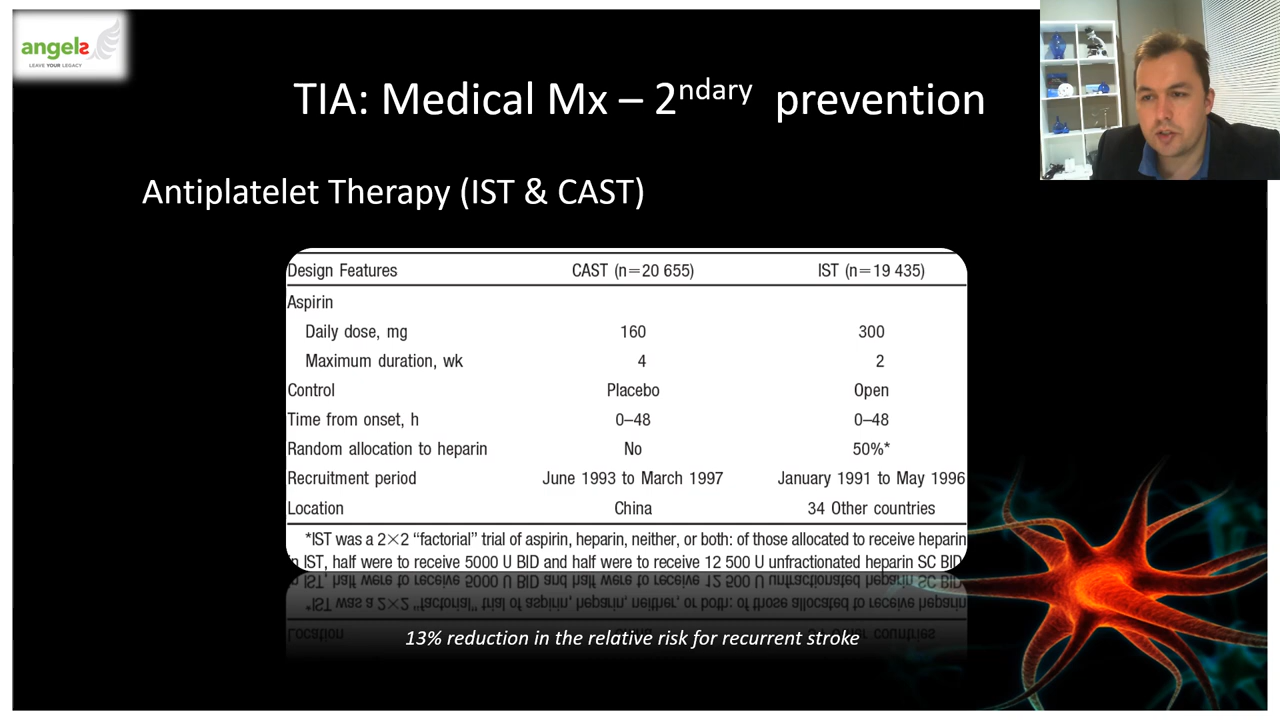 angels
LEAVE YOUR LEGACY
TIA: Medical Mx – 2ndary prevention
Antiplatelet Therapy (IST & CAST)
Design Features CAST (n=20 655) IST (n=19 435)
Aspirin
Daily dose, mg 160 300
Maximum duration, wk 4 2
Control Placebo Open
Time from onset, h 0–48 0–48
Random allocation to heparin No 50%*
Recruitment period June 1993 to March 1997 January 1991 to May 1996
Location China 34 Other countries
*IST was a 2×2 “factorial” trial of aspirin, heparin, neither, or both: of those allocated to receive heparin
in IST, half were to receive 5000 U BID and half were to receive 12 500 U unfractionated heparin SC BID
13% reduction in the relative risk for recurrent stroke